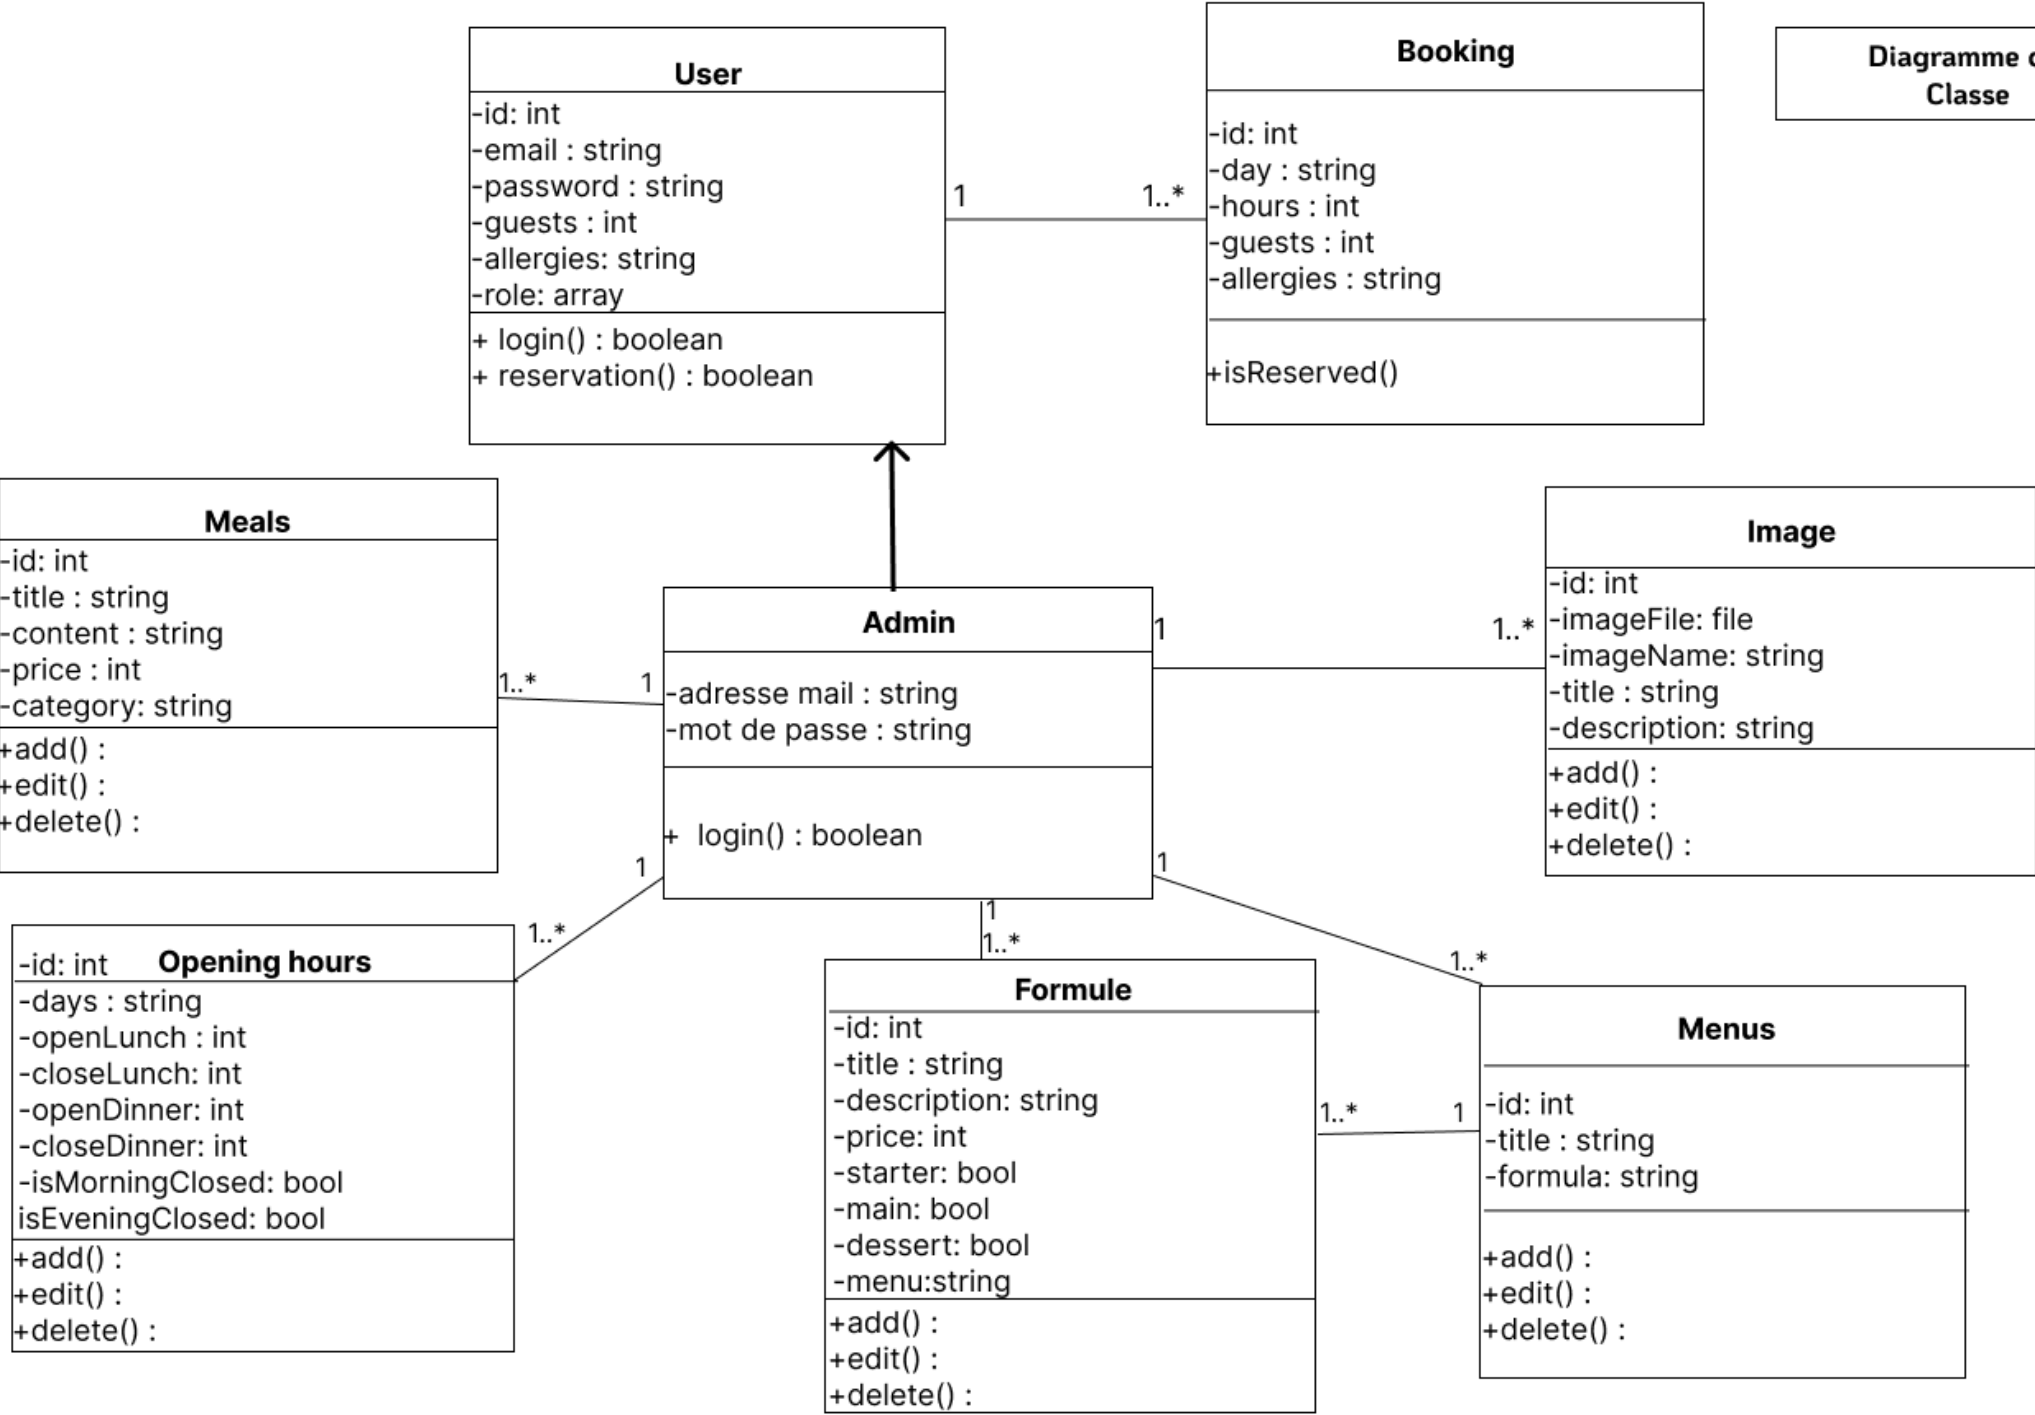 User
-id: int
-email : string
-password : string
-guests : int
-allergies: string
-role: array
+ login() : boolean
+ reservation() : boolean
1
1..*
Booking
-id: int
-day : string
-hours : int
-guests : int
-allergies : string
+isReserved()
Diagramme
Classe
Meals
-id: int
-title : string
-content : string
-price : int
-category: string
+add() :
+edit() :
+delete() :
1..*
1
Admin
-adresse mail : string
-mot de passe : string
+ login() : boolean
1
1..*
Image
-id: int
-imageFile: file
-imageName: string
-title : string
-description: string
+add() :
+edit() :
+delete() :
1
1..*
1
1..*
1
1..*
-id: int Opening hours
-days : string
-openLunch : int
-closeLunch: int
-openDinner: int
-closeDinner: int
-isMorningClosed: bool
isEveningClosed: bool
+add() :
+edit() :
+delete() :
Formule
-id: int
-title : string
-description: string
-price: int
-starter: bool
-main: bool
-dessert: bool
-menu:string
+add() :
+edit() :
+delete() :
1..*
1
Menus
-id: int
-title : string
-formula: string
+add() :
+edit() :
+delete() :